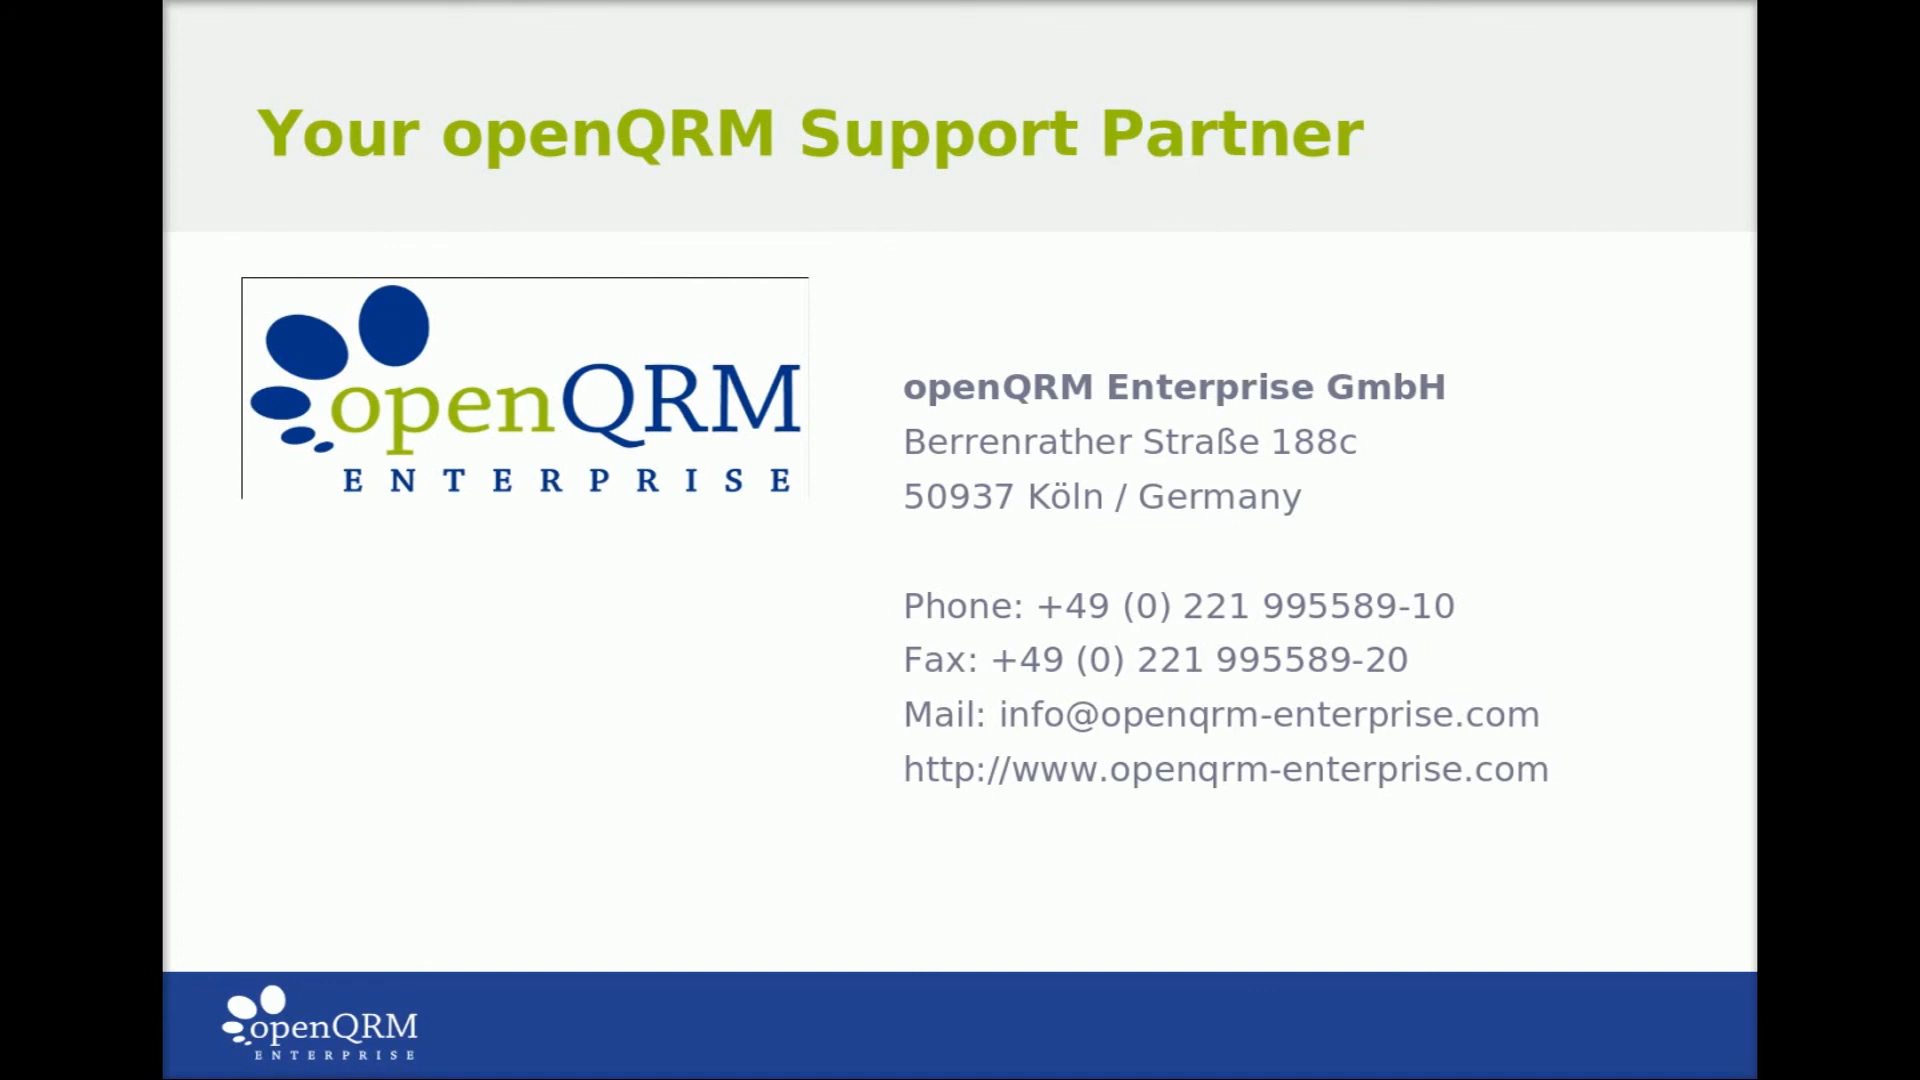 Your openQRM Support Partner
openQRM
ENTERPRISE
openQRM Enterprise GmbH
Berrenrather Straße 188c
50937 Köln / Germany
Phone: +49 (0) 221 995589-10
Fax: +49 (0) 221 995589-20
Mail: info@openqrm-enterprise.com
http://www.openqrm-enterprise.com
openQRM
ENTERPRISE